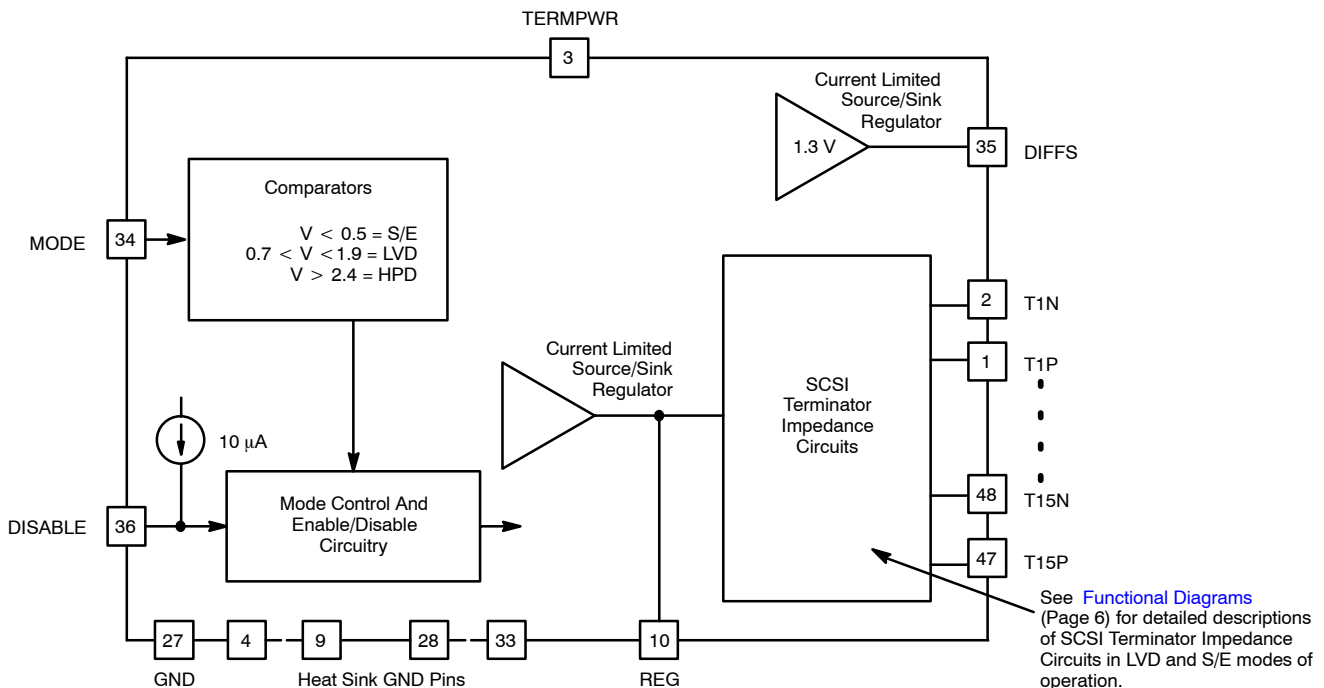 TERMPWR
3
Current Limited
Source/Sink
Regulator
1.3 V
35
DIFFS
Comparators
V < 0.5 = S/E
0.7 < V <1.9 = LVD
V > 2.4 = HPD
MODE
34
2
T1N
1
T1P
Current Limited
Source/Sink
Regulator
SCSI
Terminator
Impedance
Circuits
10 μA
48
T15N
DISABLE
36
Mode Control And
Enable/Disable
Circuitry
47
T15P
See Functional Diagrams
(Page 6) for detailed descriptions
of SCSI Terminator Impedance
Circuits in LVD and S/E modes of
operation.
27
4
9
28
33
10
GND
Heat Sink GND Pins
REG